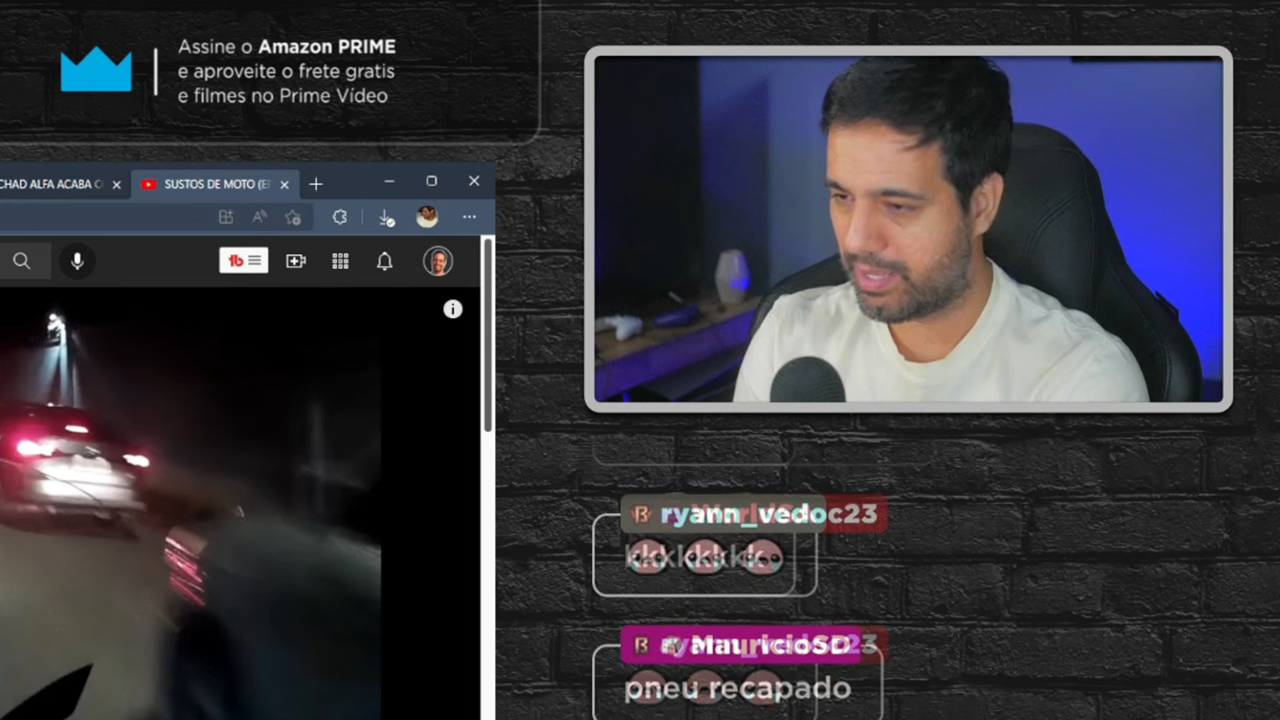 Assine o Amazon PRIME
e aproveite o frete gratis
e filmes no Prime Vídeo
CHAD ALFA ACABA
SUSTOS DE MOTO
ryann_vedoc23
kkkkkkkk
MauricioSD
pneu recapado